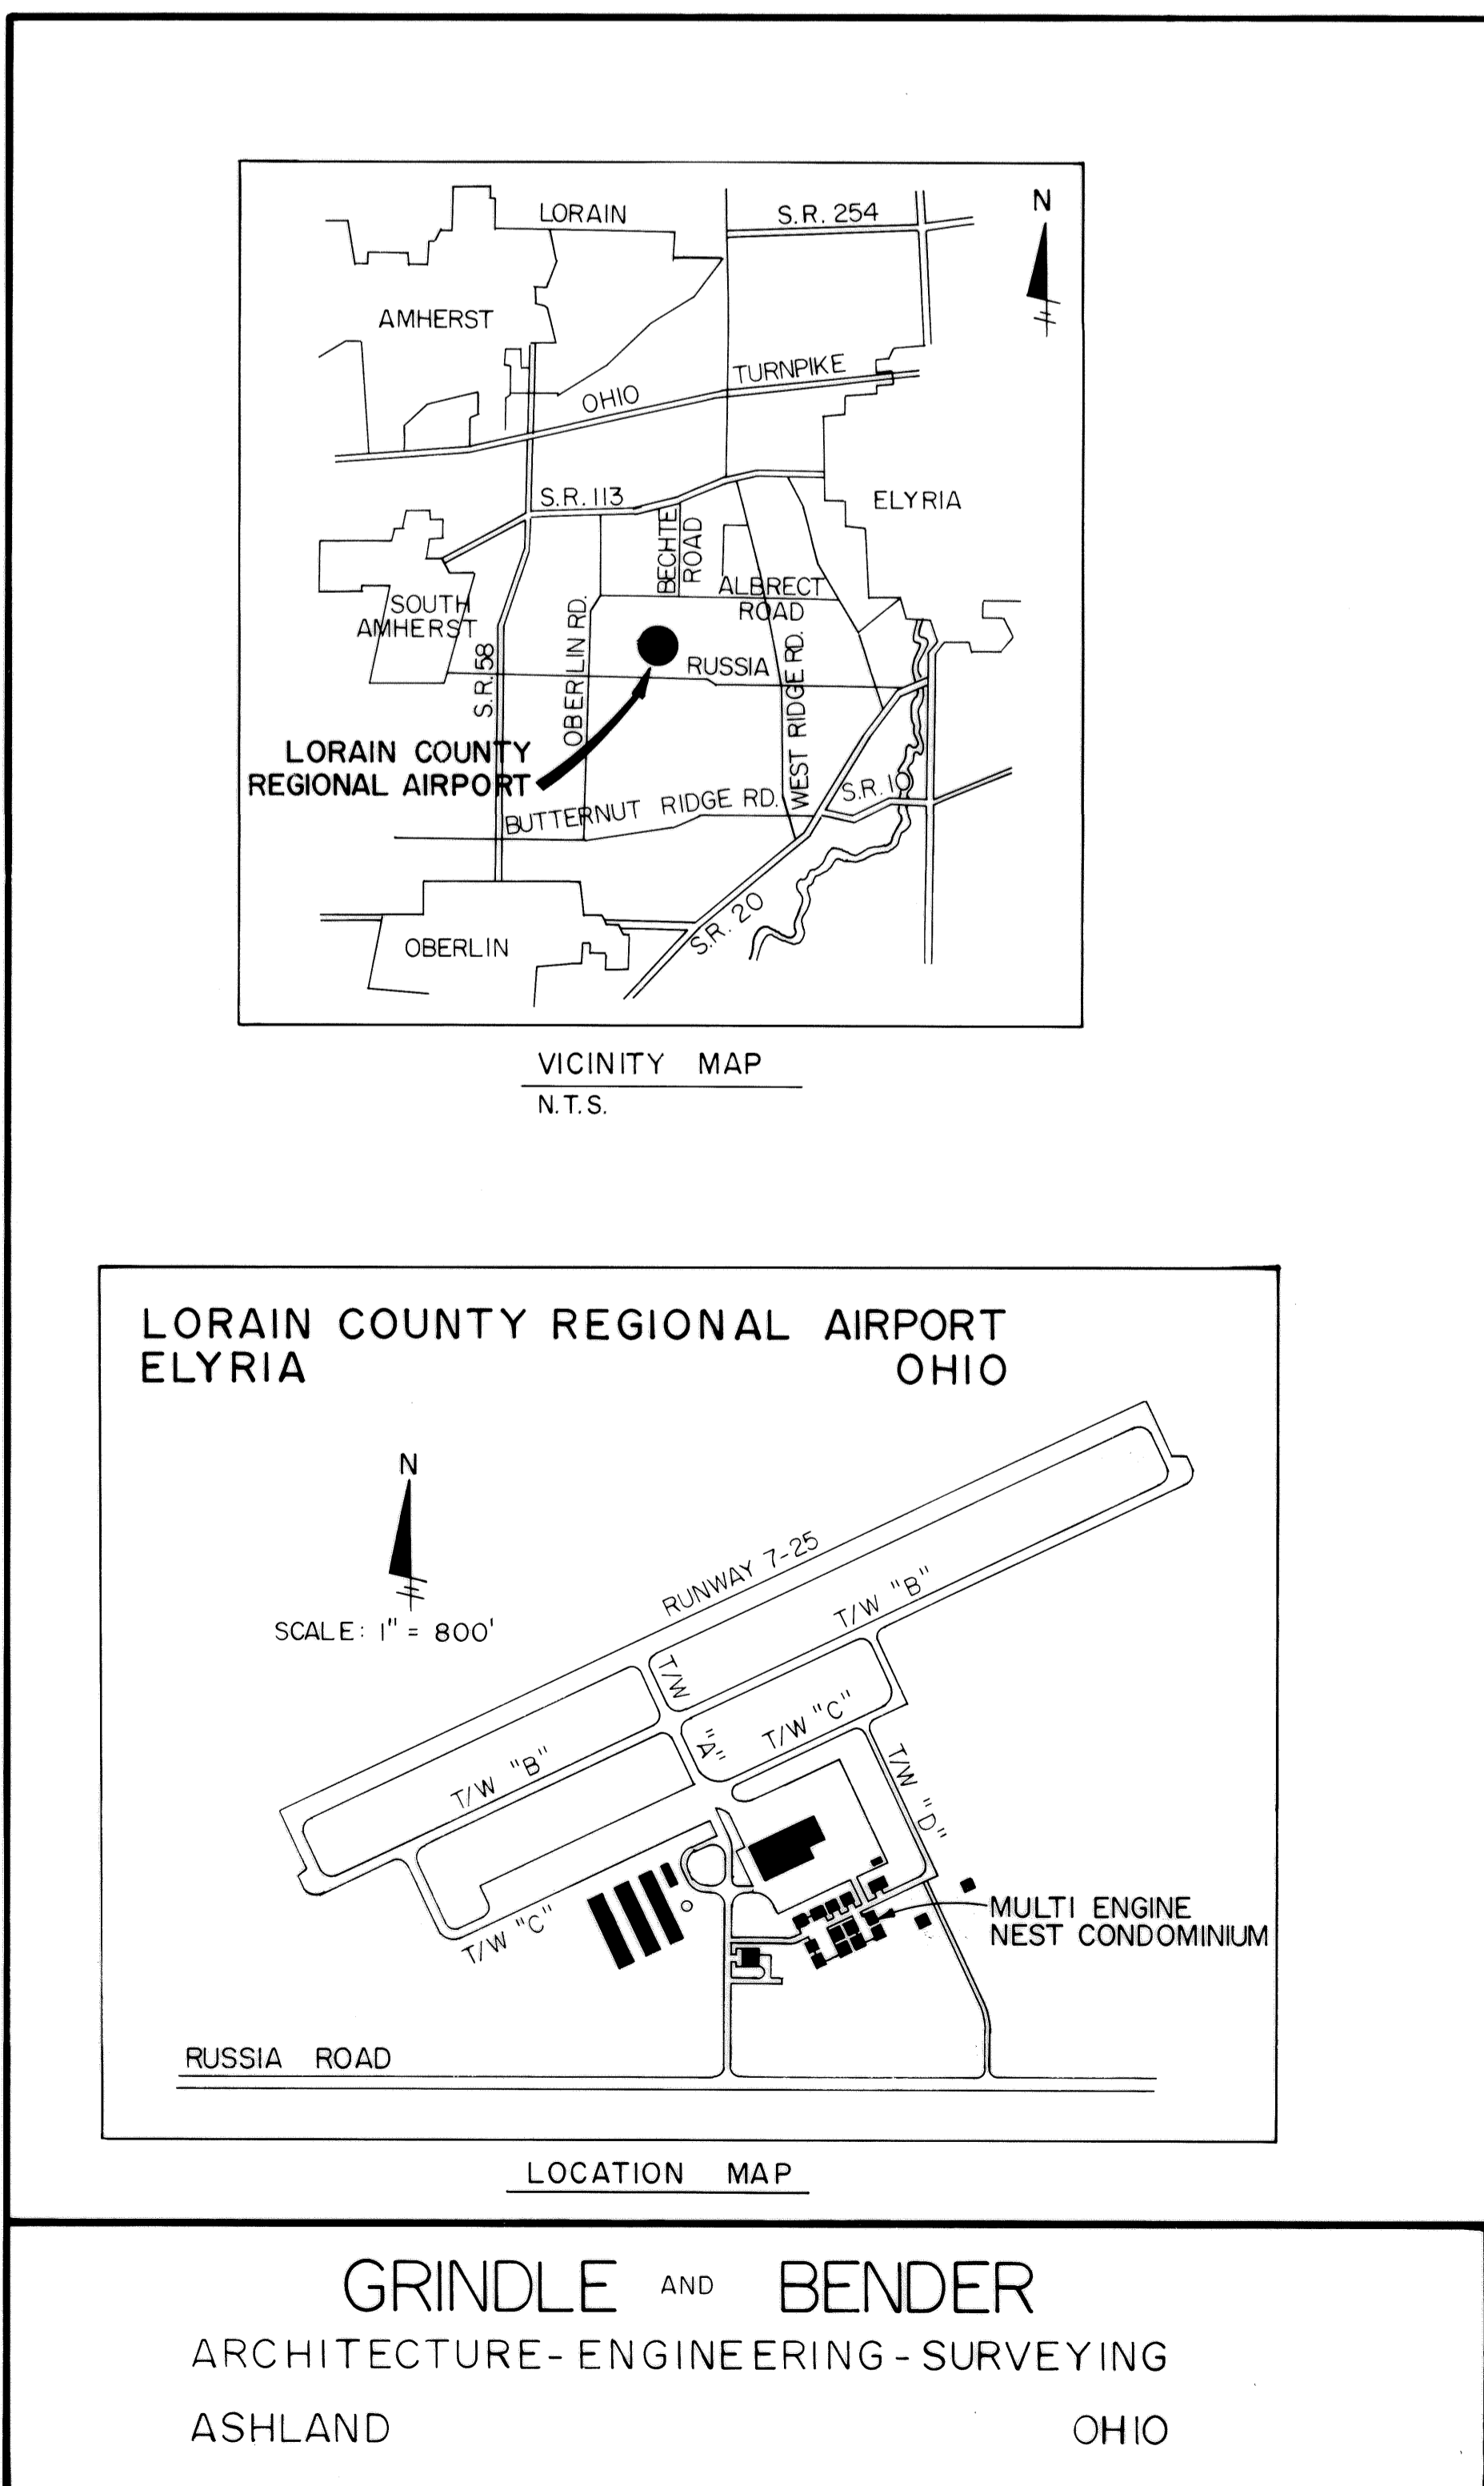 LORAIN
S.R. 254
N
AMHERST
OHIO
TURNPIKE
S.R. 113
ELYRIA
BECHTE
ROAD
ALBRECT
ROAD
SOUTH
AMHERST
OBERLIN RD.
S.R. 58
RUSSIA
WEST RIDGE RD.
LORAIN COUNTY
REGIONAL AIRPORT
BUTTERNUT RIDGE RD.
S.R. 10
S.R. 20
OBERLIN
VICINITY MAP
N.T.S.
LORAIN COUNTY REGIONAL AIRPORT
ELYRIA OHIO
N
SCALE: 1" = 800'
RUNWAY 7-25
T/W "B"
T/W "A"
T/W "C"
T/W "B"
T/W "D"
T/W "C"
MULTI ENGINE
NEST CONDOMINIUM
RUSSIA ROAD
LOCATION MAP
GRINDLE AND BENDER
ARCHITECTURE-ENGINEERING-SURVEYING
ASHLAND OHIO